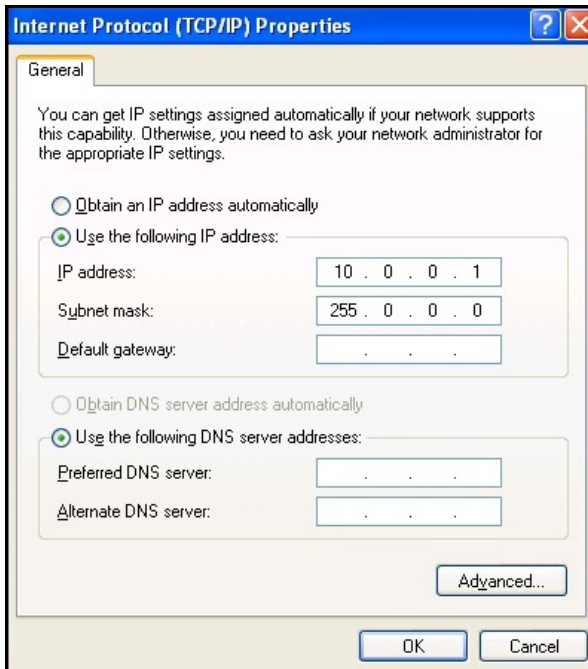 Internet Protocol (TCP/IP) Properties
General
You can get IP settings assigned automatically if your network supports
this capability. Otherwise, you need to ask your network administrator for
the appropriate IP settings.
Obtain an IP address automatically
Use the following IP address:
IP address: 10 . 0 . 0 . 1
Subnet mask: 255 . 0 . 0 . 0
Default gateway: . . .
Obtain DNS server address automatically
Use the following DNS server addresses:
Preferred DNS server: . . .
Alternate DNS server: . . .
Advanced...
OK Cancel